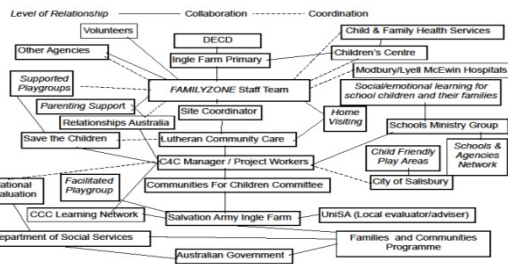 Level of Relationship
Collaboration
Coordination
Volunteers
DECD
Child & Family Health Services
Other Agencies
Ingle Farm Primary
Children's Centre
Modbury/Lyell McEwin Hospitals
Supported
Playgroups
FAMILYZONE Staff Team
Social/emotional learning for
school children and their families
Parenting Support
Site Coordinator
Home
Visiting
Relationships Australia
Schools Ministry Group
Save the Children
Lutheran Community Care
Child Friendly
Play Areas
Schools &
Agencies
Network
C4C Manager / Project Workers
Facilitated
Playgroup
Communities For Children Committee
City of Salisbury
ational
valuation
CCC Learning Network
Salvation Army Ingle Farm
UniSA (Local evaluator/adviser)
epartment of Social Services
Families and Communities
Programme
Australian Government